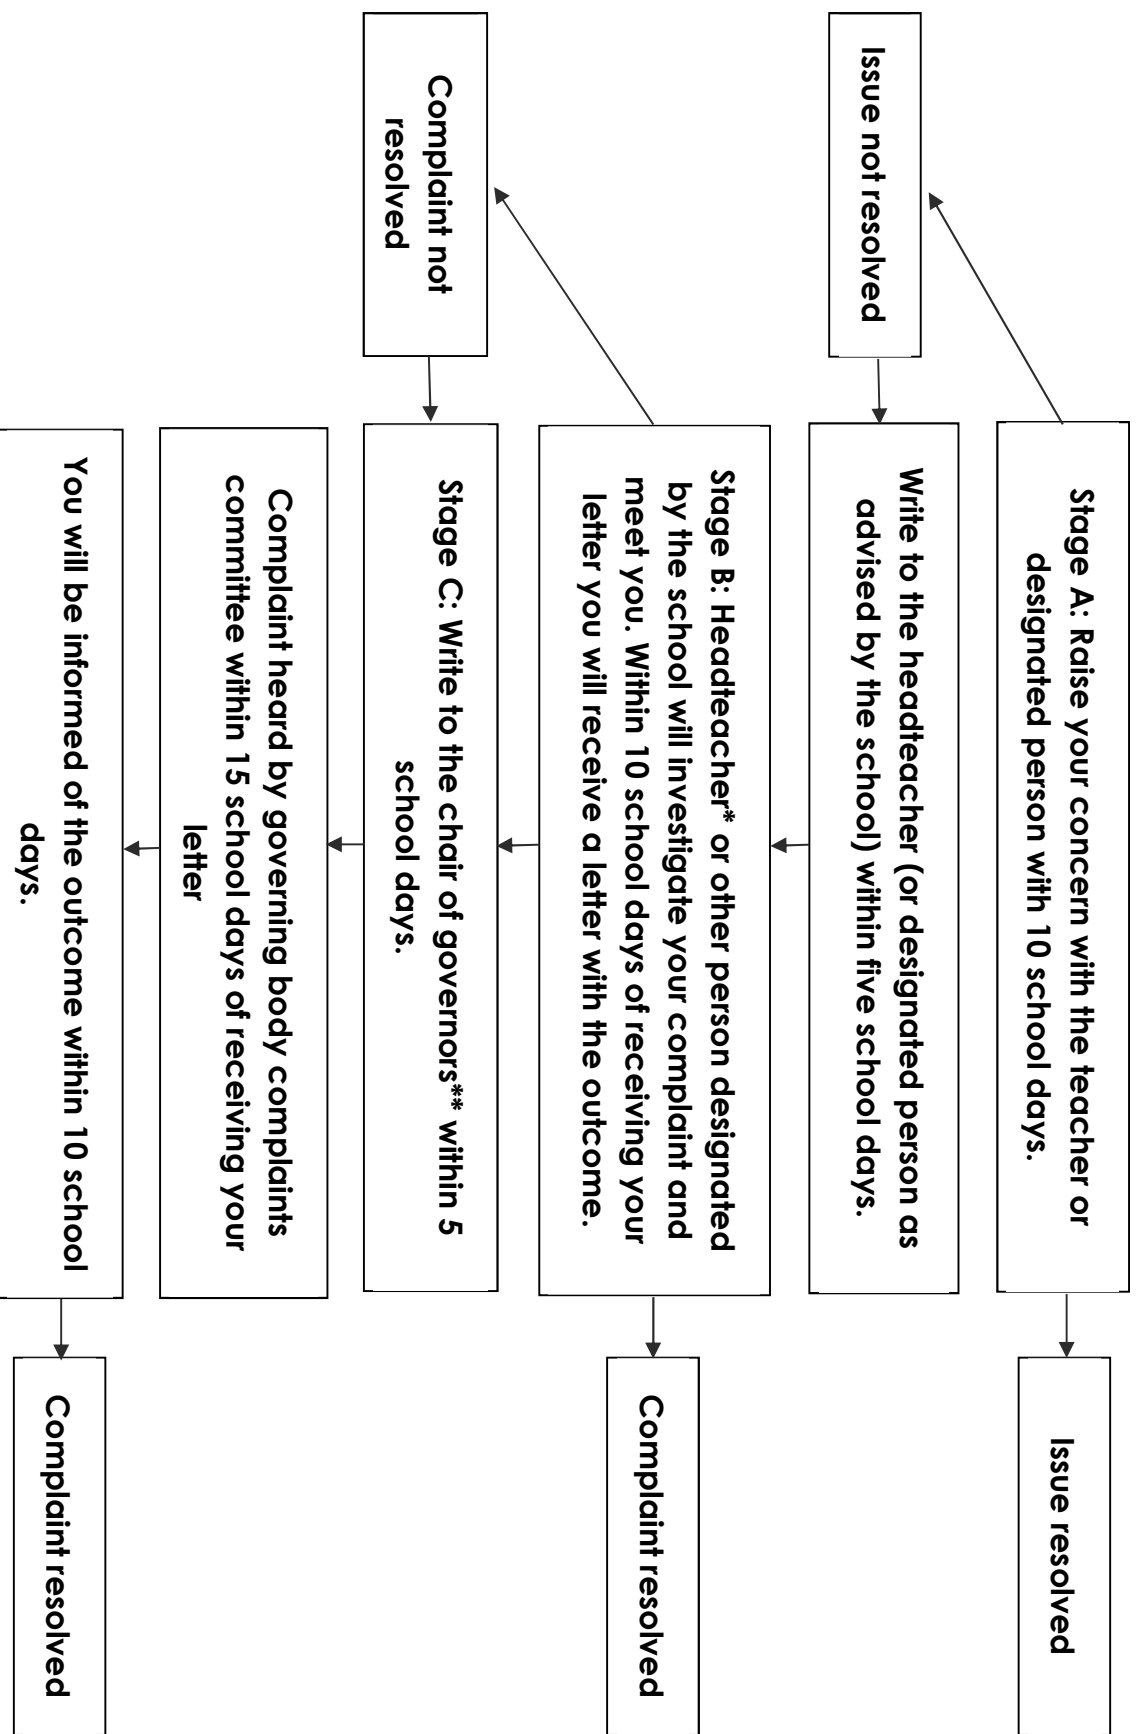 Stage A: Raise your concern with the teacher or
designated person with 10 school days.
Issue resolved
Issue not resolved
Write to the headteacher (or designated person as
advised by the school) within five school days.
Stage B: Headteacher* or other person designated
by the school will investigate your complaint and
meet you. Within 10 school days of receiving your
letter you will receive a letter with the outcome.
Complaint resolved
Complaint not
resolved
Stage C: Write to the chair of governors** within 5
school days.
Complaint heard by governing body complaints
committee within 15 school days of receiving your
letter
You will be informed of the outcome within 10 school
days.
Complaint resolved